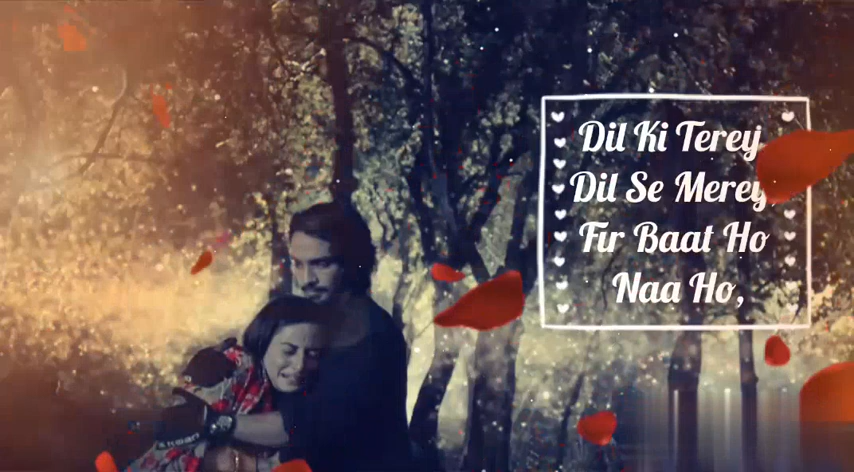 Dil Ki Terey
Dil Se Merey,
Fir Baat Ho
Naa Ho,